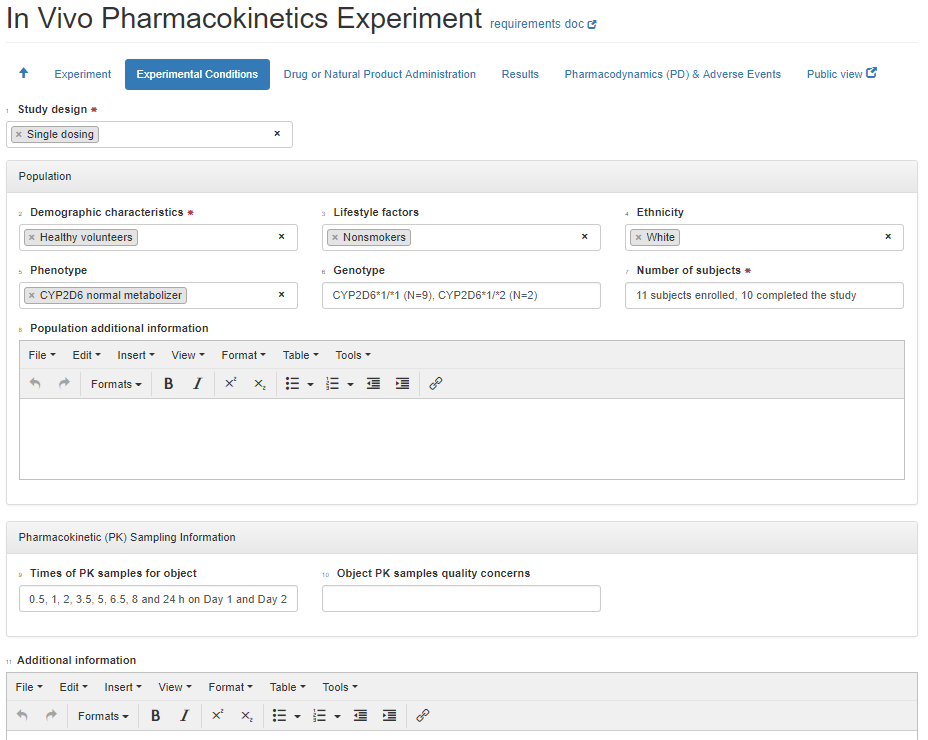 In Vivo Pharmacokinetics Experiment requirements doc
Experiment Experimental Conditions Drug or Natural Product Administration Results Pharmacodynamics (PD) & Adverse Events Public view
1 Study design *
× Single dosing ×
Population
2 Demographic characteristics * 3 Lifestyle factors 4 Ethnicity
× Healthy volunteers × × Nonsmokers × × White ×
5 Phenotype 6 Genotype 7 Number of subjects *
× CYP2D6 normal metabolizer × CYP2D6*1/*1 (N=9), CYP2D6*1/*2 (N=2) 11 subjects enrolled, 10 completed the study
8 Population additional information
File Edit Insert View Format Table Tools
Formats B I x² x₂
Pharmacokinetic (PK) Sampling Information
9 Times of PK samples for object 10 Object PK samples quality concerns
0.5, 1, 2, 3.5, 5, 6.5, 8 and 24 h on Day 1 and Day 2
11 Additional information
File Edit Insert View Format Table Tools
Formats B I x² x₂